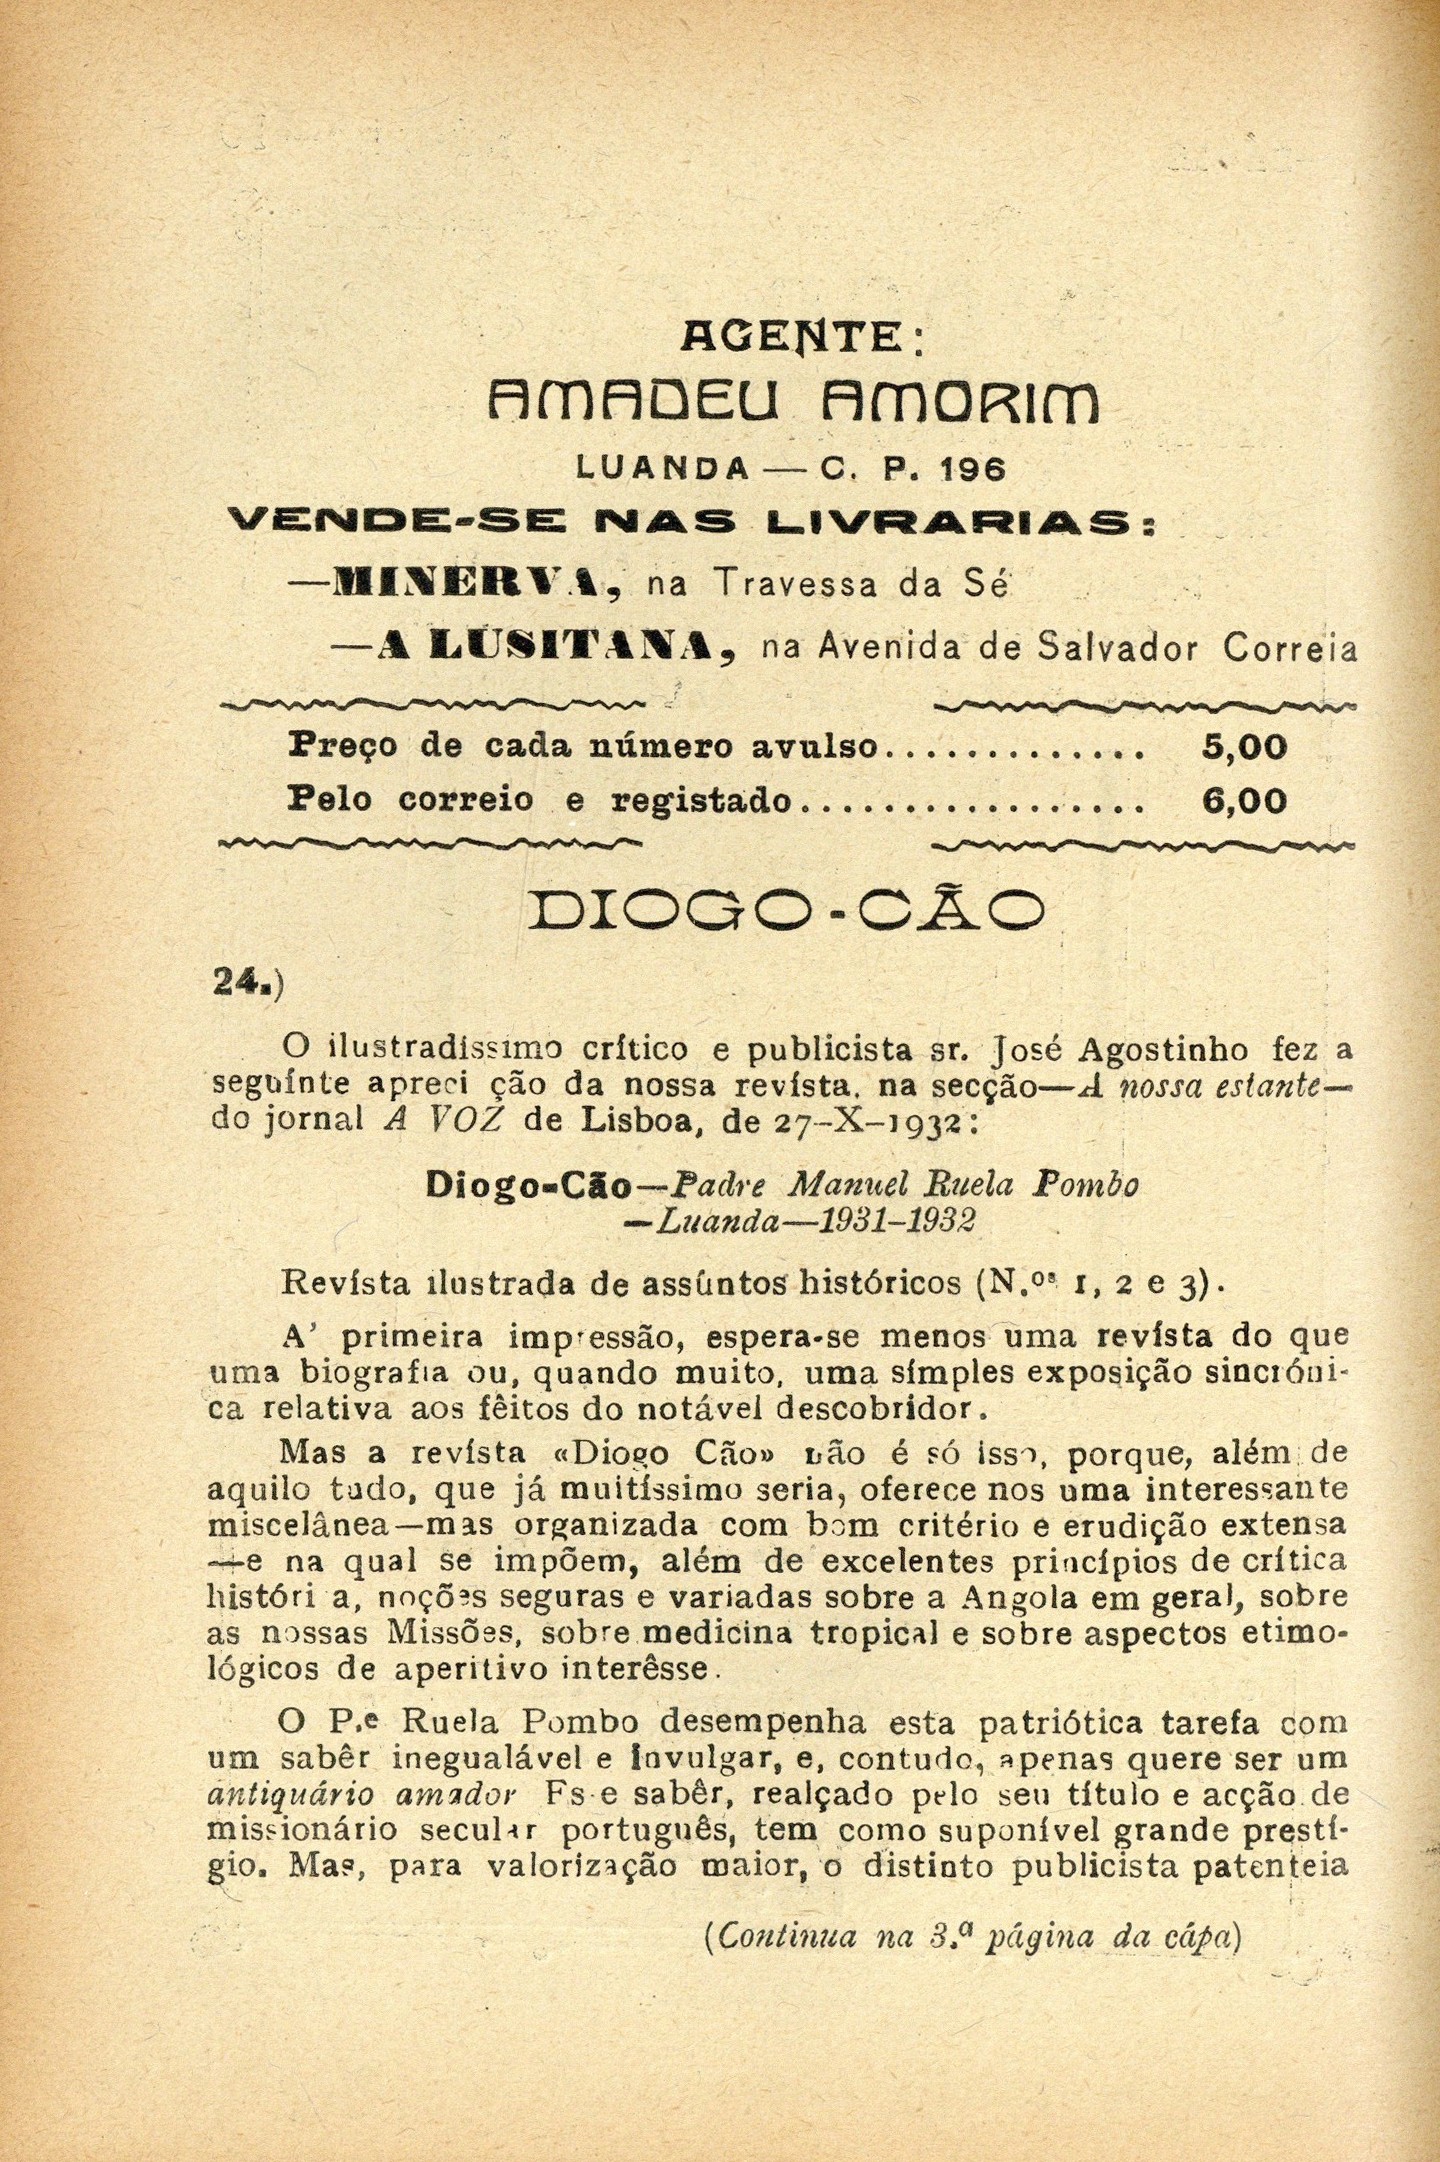 AGENTE:
AMADEU AMORIM
LUANDA — C. P. 196
VENDE-SE NAS LIVRARIAS:
—MINERVA, na Travessa da Sé
—A LUSITANA, na Avenida de Salvador Correia
Preço de cada número avulso............. 5,00
Pelo correio e registado................. 6,00
DIOGO-CÃO
24.)
O ilustradíssimo crítico e publicista sr. José Agostinho fez a
seguínte apreci ção da nossa revísta, na secção—A nossa estante—
do jornal A VOZ de Lisboa, de 27-X-1932:
Diogo-Cão—Padre Manuel Ruela Pombo
—Luanda—1931-1932
Revísta ilustrada de assûntos históricos (N.os 1, 2 e 3).
A' primeira impressão, espera-se menos uma revísta do que
uma biografia ou, quando muito, uma símples exposição sincróni-
ca relativa aos fêitos do notável descobridor.
Mas a revísta «Diogo Cão» não é só isso, porque, além de
aquilo tudo, que já muitíssimo seria, oferece nos uma interessante
miscelânea—mas organizada com bom critério e erudição extensa
—e na qual se impõem, além de excelentes princípios de crítica
históri a, noções seguras e variadas sobre a Angola em geral, sobre
as nossas Missões, sobre medicina tropical e sobre aspectos etimo-
lógicos de aperitivo interêsse.
O P.e Ruela Pombo desempenha esta patriótica tarefa com
um sabêr inegualável e invulgar, e, contudo, apenas quere ser um
antiquário amador Es e sabêr, realçado pelo seu título e acção de
missionário secular português, tem como suponível grande prestí-
gio. Mas, para valorização maior, o distinto publicista patenteia
(Continua na 3.ª página da cápa)